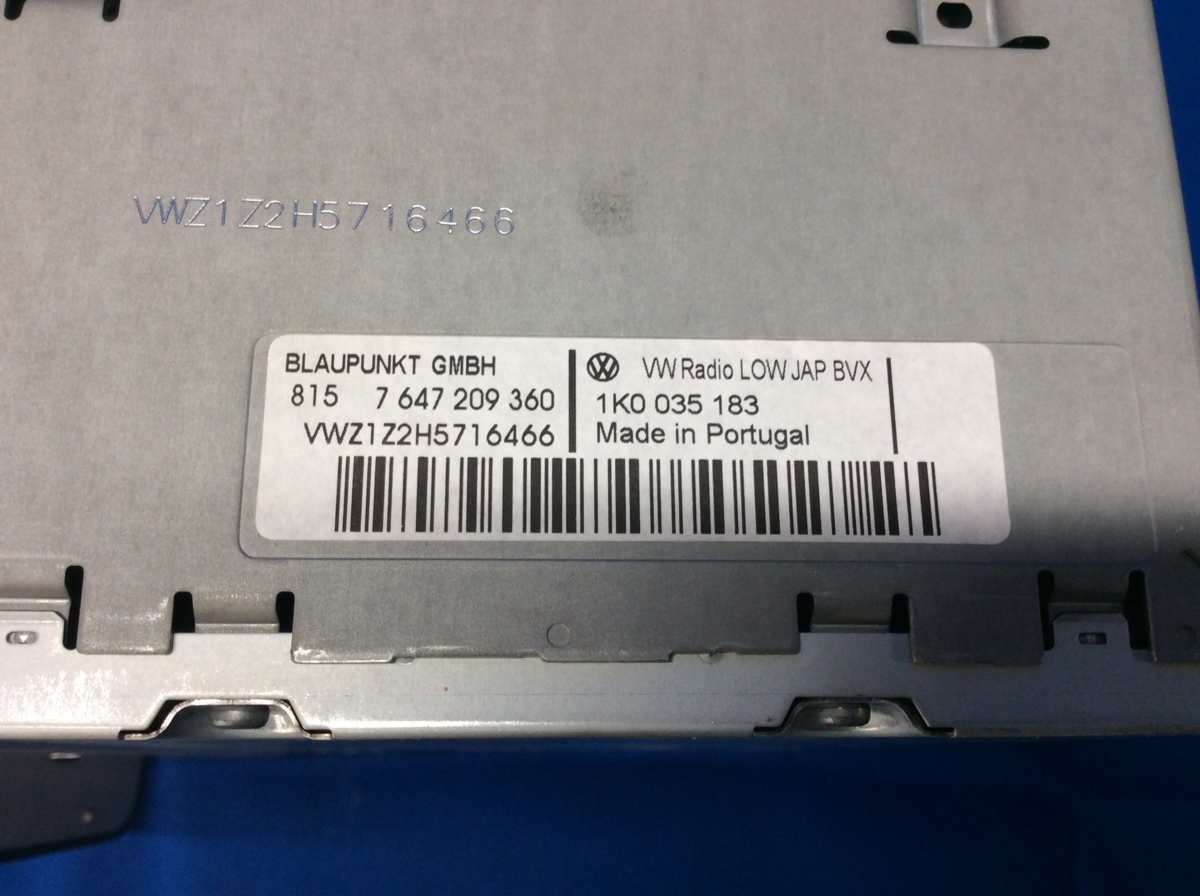 VWZ1Z2H5716466
BLAUPUNKT GMBH
815 7 647 209 360
VWZ1Z2H5716466
VW Radio LOW JAP BVX
1K0 035 183
Made in Portugal